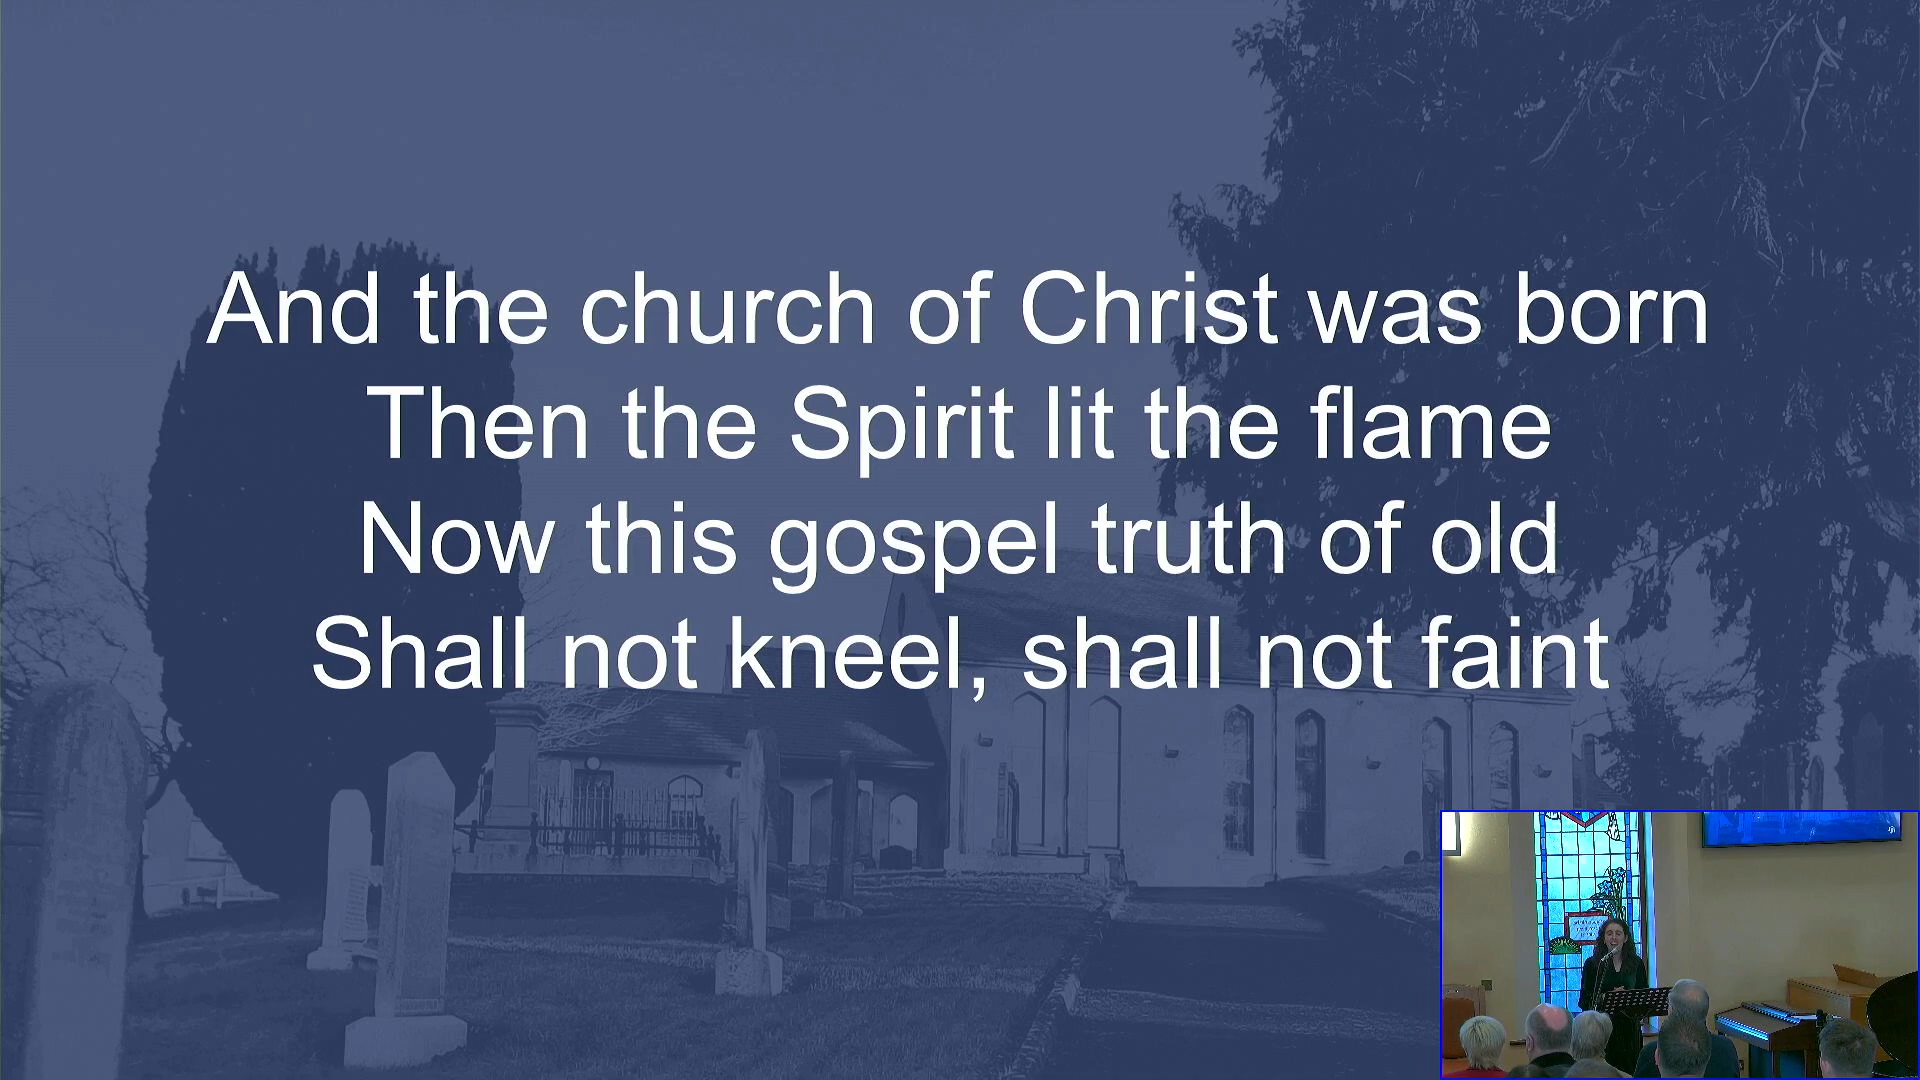 And the church of Christ was born
Then the Spirit lit the flame
Now this gospel truth of old
Shall not kneel, shall not faint